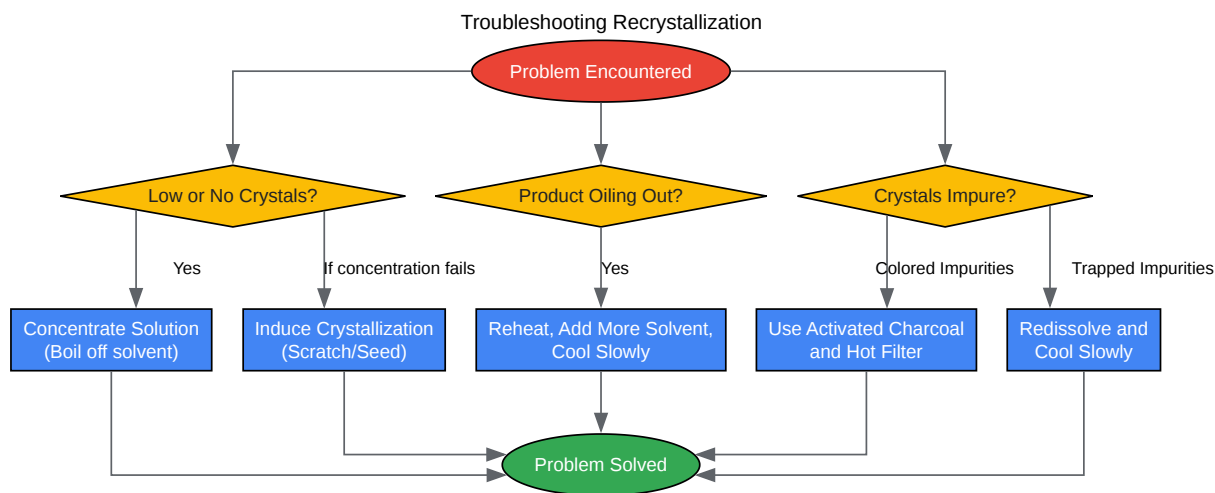 Troubleshooting Recrystallization
Problem Encountered
Low or No Crystals?
Product Oiling Out?
Crystals Impure?
Yes
If concentration fails
Yes
Colored Impurities
Trapped Impurities
Concentrate Solution
(Boil off solvent)
Induce Crystallization
(Scratch/Seed)
Reheat, Add More Solvent,
Cool Slowly
Use Activated Charcoal
and Hot Filter
Redissolve and
Cool Slowly
Problem Solved